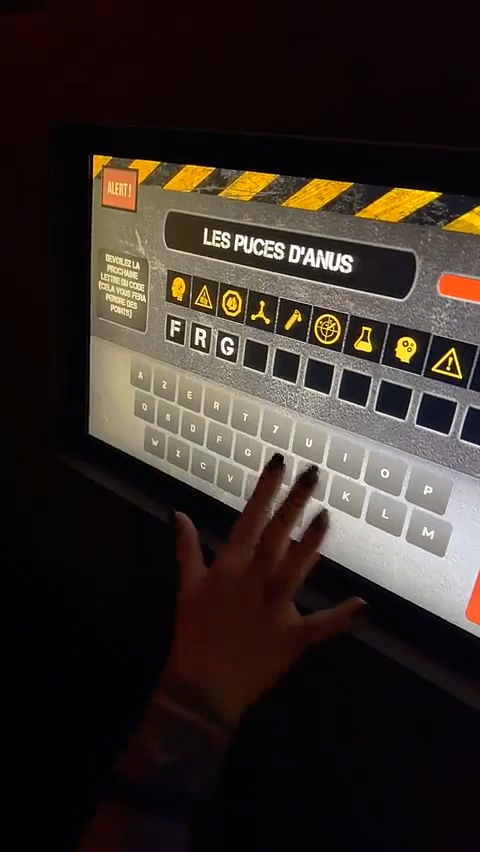 ALERT !
LES PUCES D'ANUS
DEVOILEZ LA
PROCHAINE
LETTRE DU CODE
(CELA VOUS FERA
PERDRE DES
POINTS)
F R G
A Z E R T Y U I O P
Q S D F G K L M
W X C V